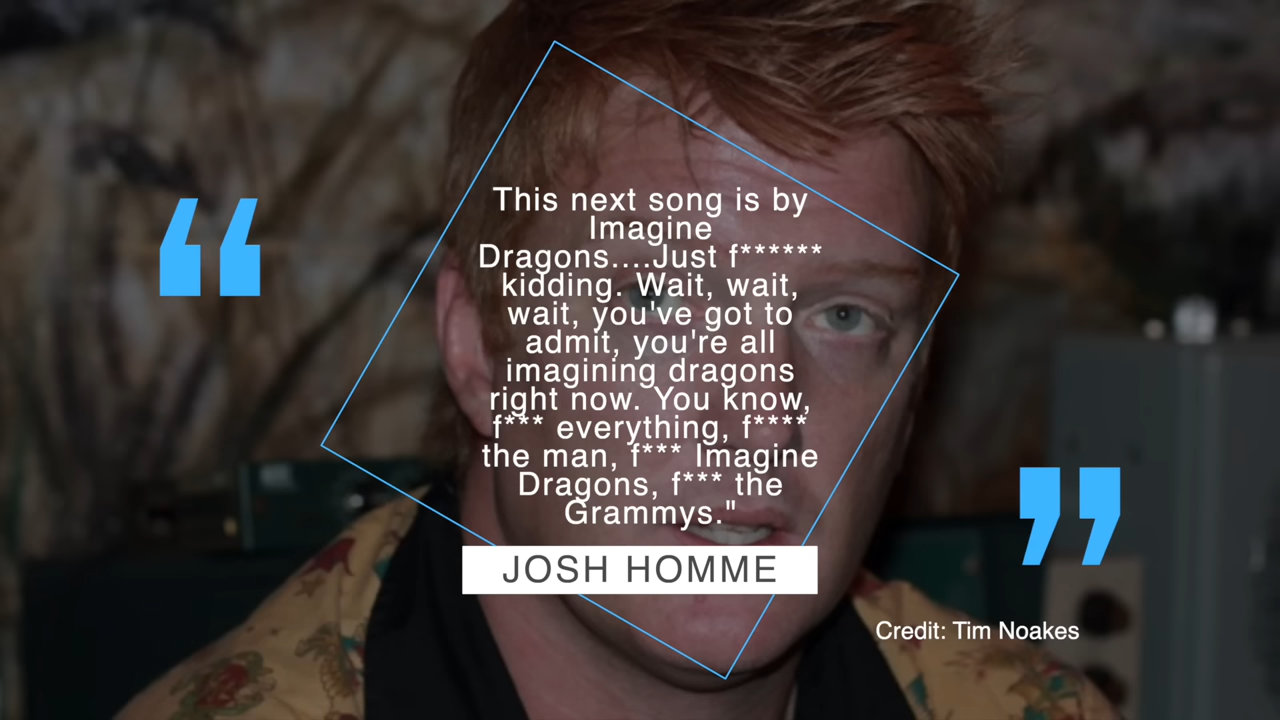 “
This next song is by
Imagine
Dragons....Just f******
kidding. Wait, wait,
wait, you've got to
admit, you're all
imagining dragons
right now. You know,
f*** everything, f****
the man, f*** Imagine
Dragons, f*** the
Grammys."
”
JOSH HOMME
Credit: Tim Noakes